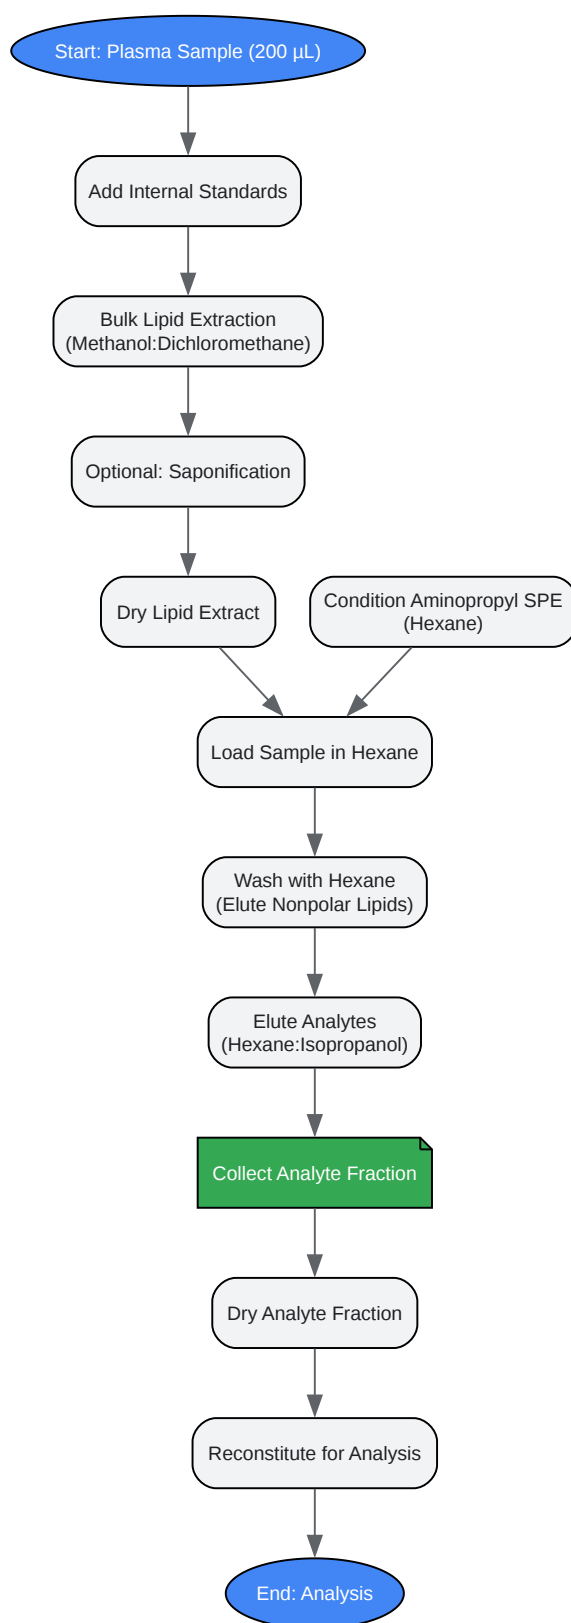 Start: Plasma Sample (200 µL)
Add Internal Standards
Bulk Lipid Extraction
(Methanol:Dichloromethane)
Optional: Saponification
Dry Lipid Extract
Condition Aminopropyl SPE
(Hexane)
Load Sample in Hexane
Wash with Hexane
(Elute Nonpolar Lipids)
Elute Analytes
(Hexane:Isopropanol)
Collect Analyte Fraction
Dry Analyte Fraction
Reconstitute for Analysis
End: Analysis